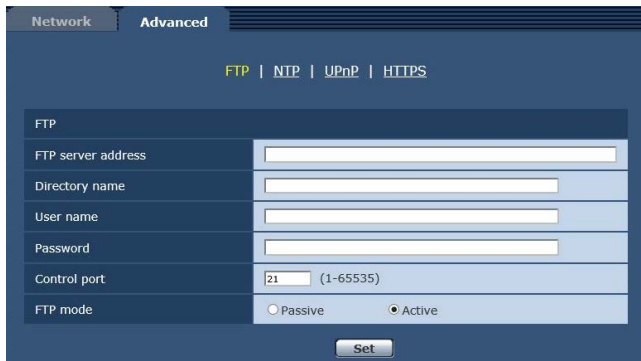 Network Advanced
FTP | NTP | UPnP | HTTPS
FTP
FTP server address
Directory name
User name
Password
Control port 21 (1-65535)
FTP mode Passive Active
Set